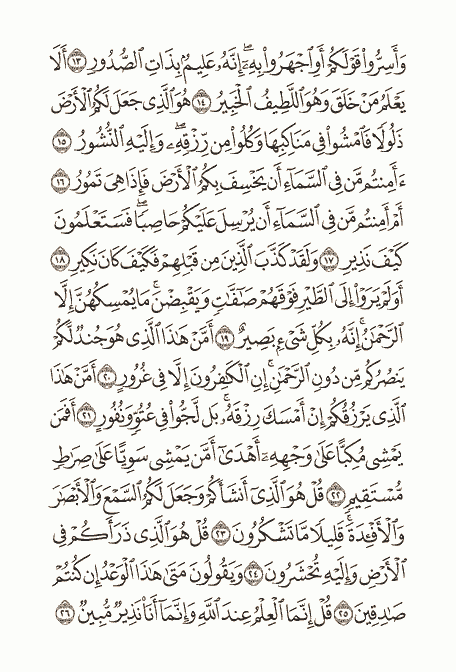 وَأَسِرُّوا۟ قَوْلَكُمْ أَوِ ٱجْهَرُوا۟ بِهِۦٓ ۖ إِنَّهُۥ عَلِيمٌۢ بِذَاتِ ٱلصُّدُورِ ١٣ أَلَا
يَعْلَمُ مَنْ خَلَقَ وَهُوَ ٱللَّطِيفُ ٱلْخَبِيرُ ١٤ هُوَ ٱلَّذِى جَعَلَ لَكُمُ ٱلْأَرْضَ
ذَلُولًا فَٱمْشُوا۟ فِى مَنَاكِبِهَا وَكُلُوا۟ مِن رِّزْقِهِۦ ۖ وَإِلَيْهِ ٱلنُّشُورُ ١٥
ءَأَمِنتُم مَّن فِى ٱلسَّمَآءِ أَن يَخْسِفَ بِكُمُ ٱلْأَرْضَ فَإِذَا هِىَ تَمُورُ ١٦
أَمْ أَمِنتُم مَّن فِى ٱلسَّمَآءِ أَن يُرْسِلَ عَلَيْكُمْ حَاصِبًا ۖ فَسَتَعْلَمُونَ
كَيْفَ نَذِيرِ ١٧ وَلَقَدْ كَذَّبَ ٱلَّذِينَ مِن قَبْلِهِمْ فَكَيْفَ كَانَ نَكِيرِ ١٨
أَوَلَمْ يَرَوْا۟ إِلَى ٱلطَّيْرِ فَوْقَهُمْ صَٰٓفَّٰتٍ وَيَقْبِضْنَ ۚ مَا يُمْسِكُهُنَّ إِلَّا
ٱلرَّحْمَٰنُ ۚ إِنَّهُۥ بِكُلِّ شَىْءٍۭ بَصِيرٌ ١٩ أَمَّنْ هَٰذَا ٱلَّذِى هُوَ جُندٌ لَّكُمْ
يَنصُرُكُم مِّن دُونِ ٱلرَّحْمَٰنِ ۚ إِنِ ٱلْكَٰفِرُونَ إِلَّا فِى غُرُورٍ ٢٠ أَمَّنْ هَٰذَا
ٱلَّذِى يَرْزُقُكُمْ إِنْ أَمْسَكَ رِزْقَهُۥ ۚ بَل لَّجُّوا۟ فِى عُتُوٍّ وَنُفُورٍ ٢١ أَفَمَن
يَمْشِى مُكِبًّا عَلَىٰ وَجْهِهِۦٓ أَهْدَىٰٓ أَمَّن يَمْشِى سَوِيًّا عَلَىٰ صِرَٰطٍ
مُّسْتَقِيمٍ ٢٢ قُلْ هُوَ ٱلَّذِىٓ أَنشَأَكُمْ وَجَعَلَ لَكُمُ ٱلسَّمْعَ وَٱلْأَبْصَٰرَ
وَٱلْأَفْـِٔدَةَ ۖ قَلِيلًا مَّا تَشْكُرُونَ ٢٣ قُلْ هُوَ ٱلَّذِى ذَرَأَكُمْ فِى
ٱلْأَرْضِ وَإِلَيْهِ تُحْشَرُونَ ٢٤ وَيَقُولُونَ مَتَىٰ هَٰذَا ٱلْوَعْدُ إِن كُنتُمْ
صَٰدِقِينَ ٢٥ قُلْ إِنَّمَا ٱلْعِلْمُ عِندَ ٱللَّهِ وَإِنَّمَآ أَنَا۠ نَذِيرٌ مُّبِينٌ ٢٦